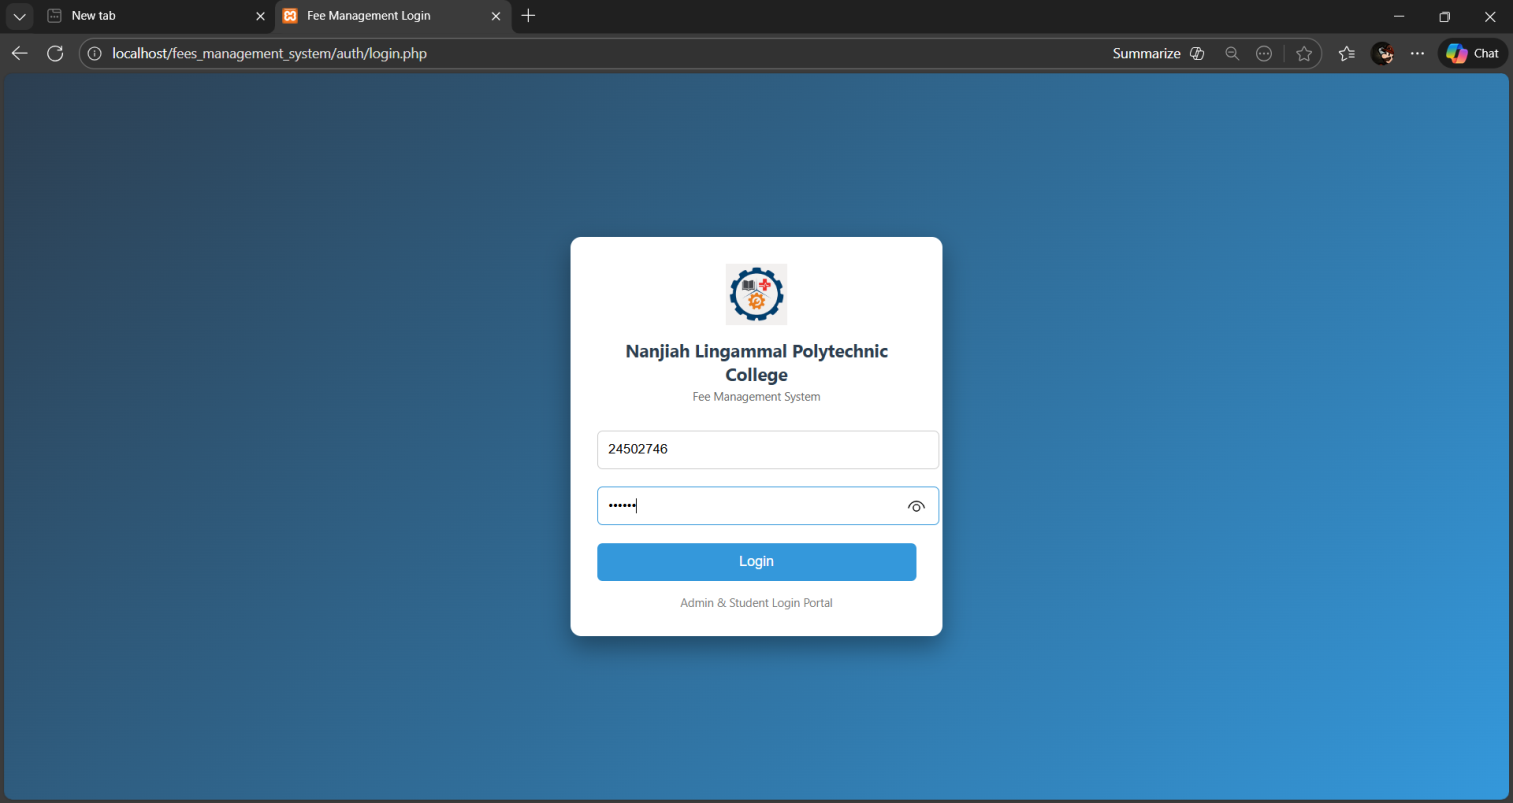 New tab
Fee Management Login
localhost/fees_management_system/auth/login.php
Summarize
Chat
Nanjiah Lingammal Polytechnic
College
Fee Management System
24502746
••••••
Login
Admin & Student Login Portal